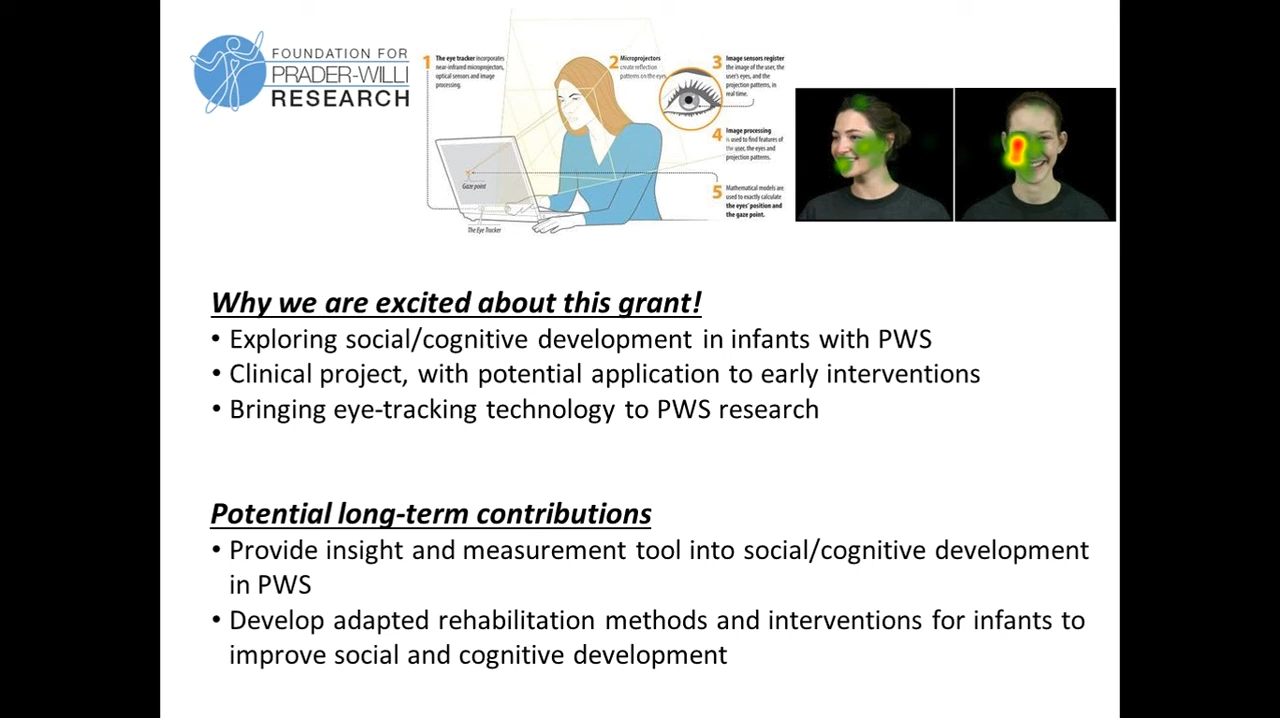 FOUNDATION FOR
PRADER-WILLI
RESEARCH
1 The eye tracker incorporates
near-infrared microprojectors,
optical sensors and image
processing.
2 Microprojectors
create reflection
patterns on the eyes.
3 Image sensors register
the image of the user, the
user's eyes, and the
projection patterns, in
real time.
4 Image processing
is used to find features of
the user, the eyes and
projection patterns.
5 Mathematical models are
used to exactly calculate
the eyes' position and
the gaze point.
Gaze point
The Eye Tracker
Why we are excited about this grant!
• Exploring social/cognitive development in infants with PWS
• Clinical project, with potential application to early interventions
• Bringing eye-tracking technology to PWS research
Potential long-term contributions
• Provide insight and measurement tool into social/cognitive development
in PWS
• Develop adapted rehabilitation methods and interventions for infants to
improve social and cognitive development